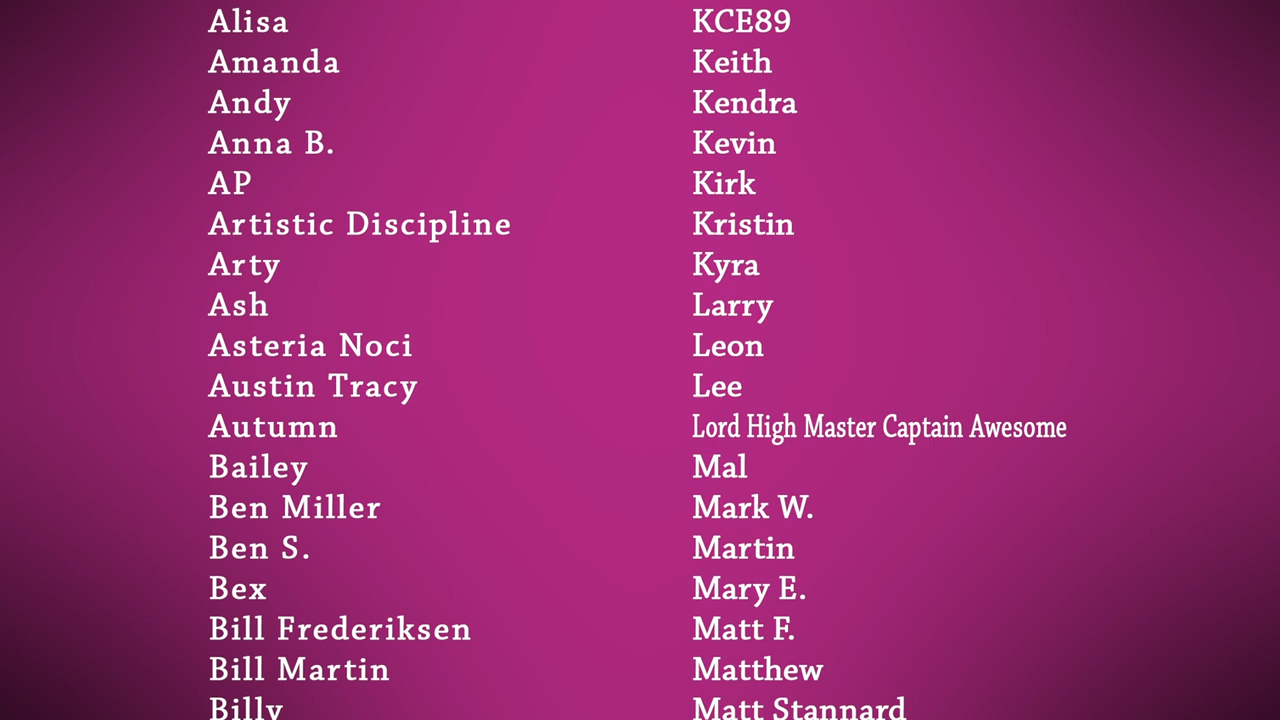 Alisa
Amanda
Andy
Anna B.
AP
Artistic Discipline
Arty
Ash
Asteria Noci
Austin Tracy
Autumn
Bailey
Ben Miller
Ben S.
Bex
Bill Frederiksen
Bill Martin
Billy
KCE89
Keith
Kendra
Kevin
Kirk
Kristin
Kyra
Larry
Leon
Lee
Lord High Master Captain Awesome
Mal
Mark W.
Martin
Mary E.
Matt F.
Matthew
Matt Stannard